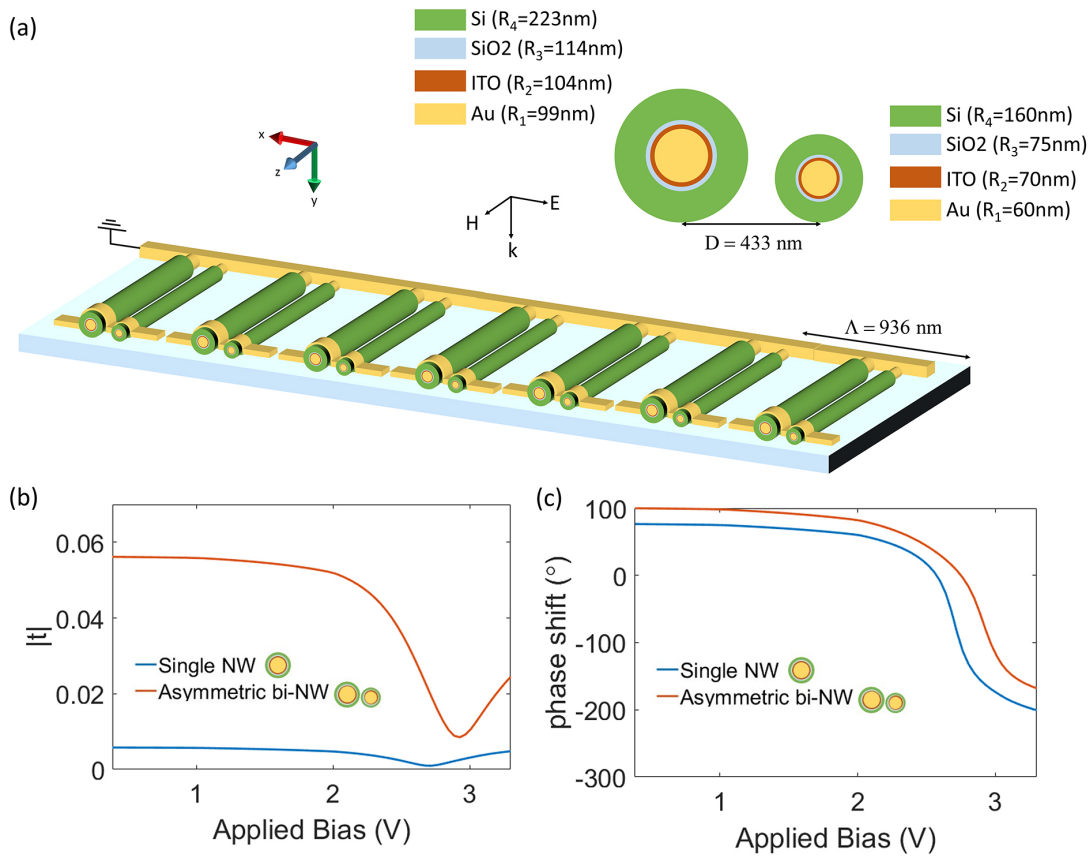 (a)
Si (R4=223nm)
SiO2 (R3=114nm)
ITO (R2=104nm)
Au (R1=99nm)
Si (R4=160nm)
SiO2 (R3=75nm)
ITO (R2=70nm)
Au (R1=60nm)
D = 433 nm
x
z
y
H
E
k
Λ = 936 nm
(b)
0.06
0.04
0.02
0
|t|
Single NW
Asymmetric bi-NW
1
2
3
Applied Bias (V)
(c)
100
0
-100
-200
-300
phase shift (°)
Single NW
Asymmetric bi-NW
1
2
3
Applied Bias (V)